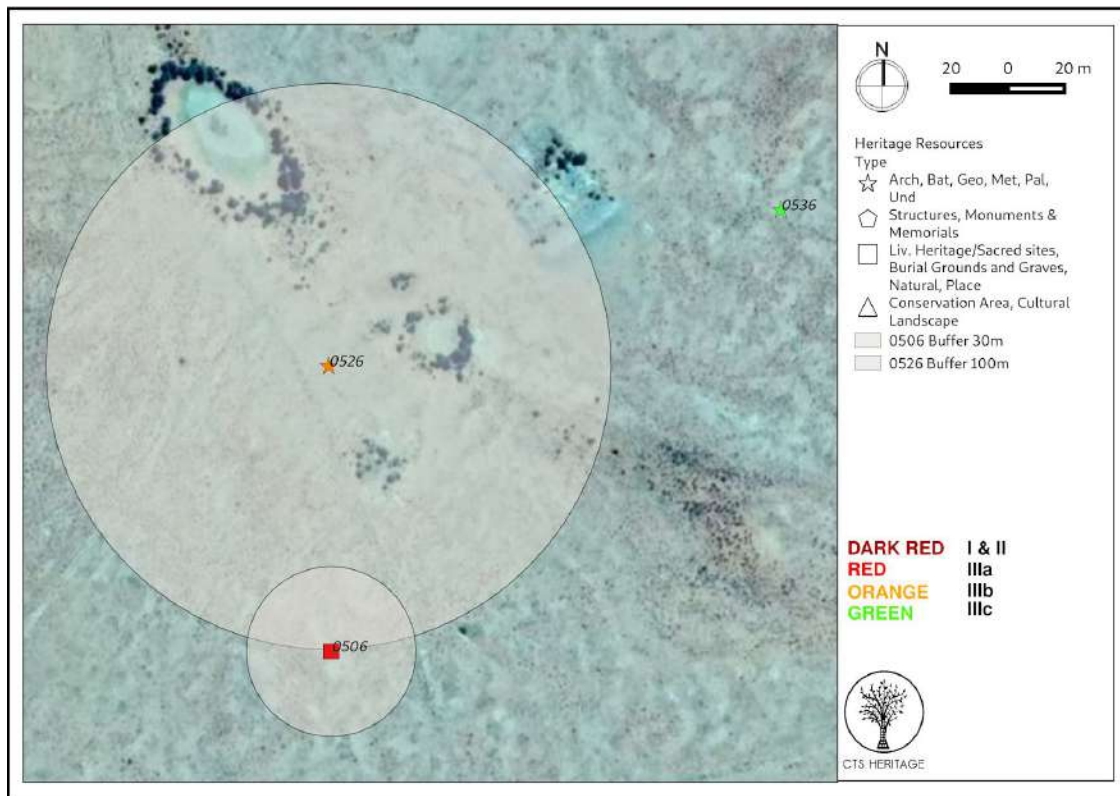 N
20 0 20 m
Heritage Resources
Type
Arch, Bat, Geo, Met, Pal,
Und
Structures, Monuments &
Memorials
Liv. Heritage/Sacred sites,
Burial Grounds and Graves,
Natural, Place
Conservation Area, Cultural
Landscape
0506 Buffer 30m
0526 Buffer 100m
DARK RED I & II
RED IIIa
ORANGE IIIb
GREEN IIIc
CTS HERITAGE
0536
0526
0506